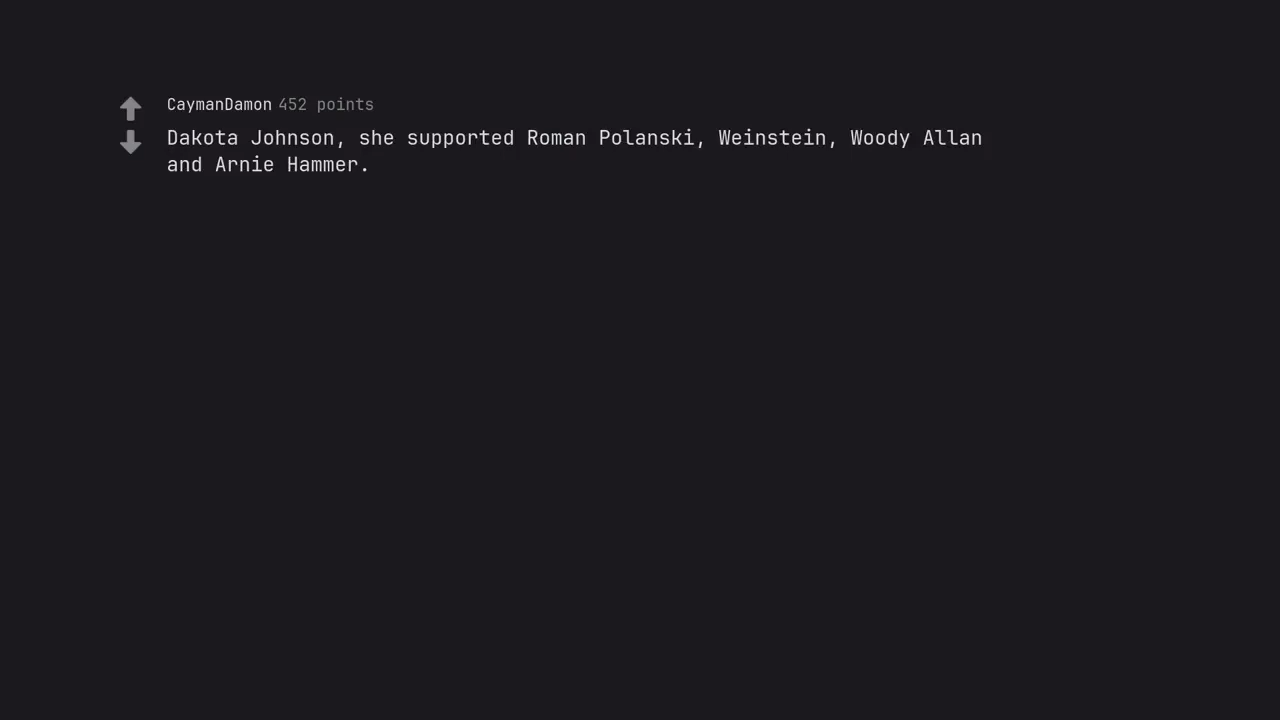 CaymanDamon 452 points
Dakota Johnson, she supported Roman Polanski, Weinstein, Woody Allan
and Arnie Hammer.